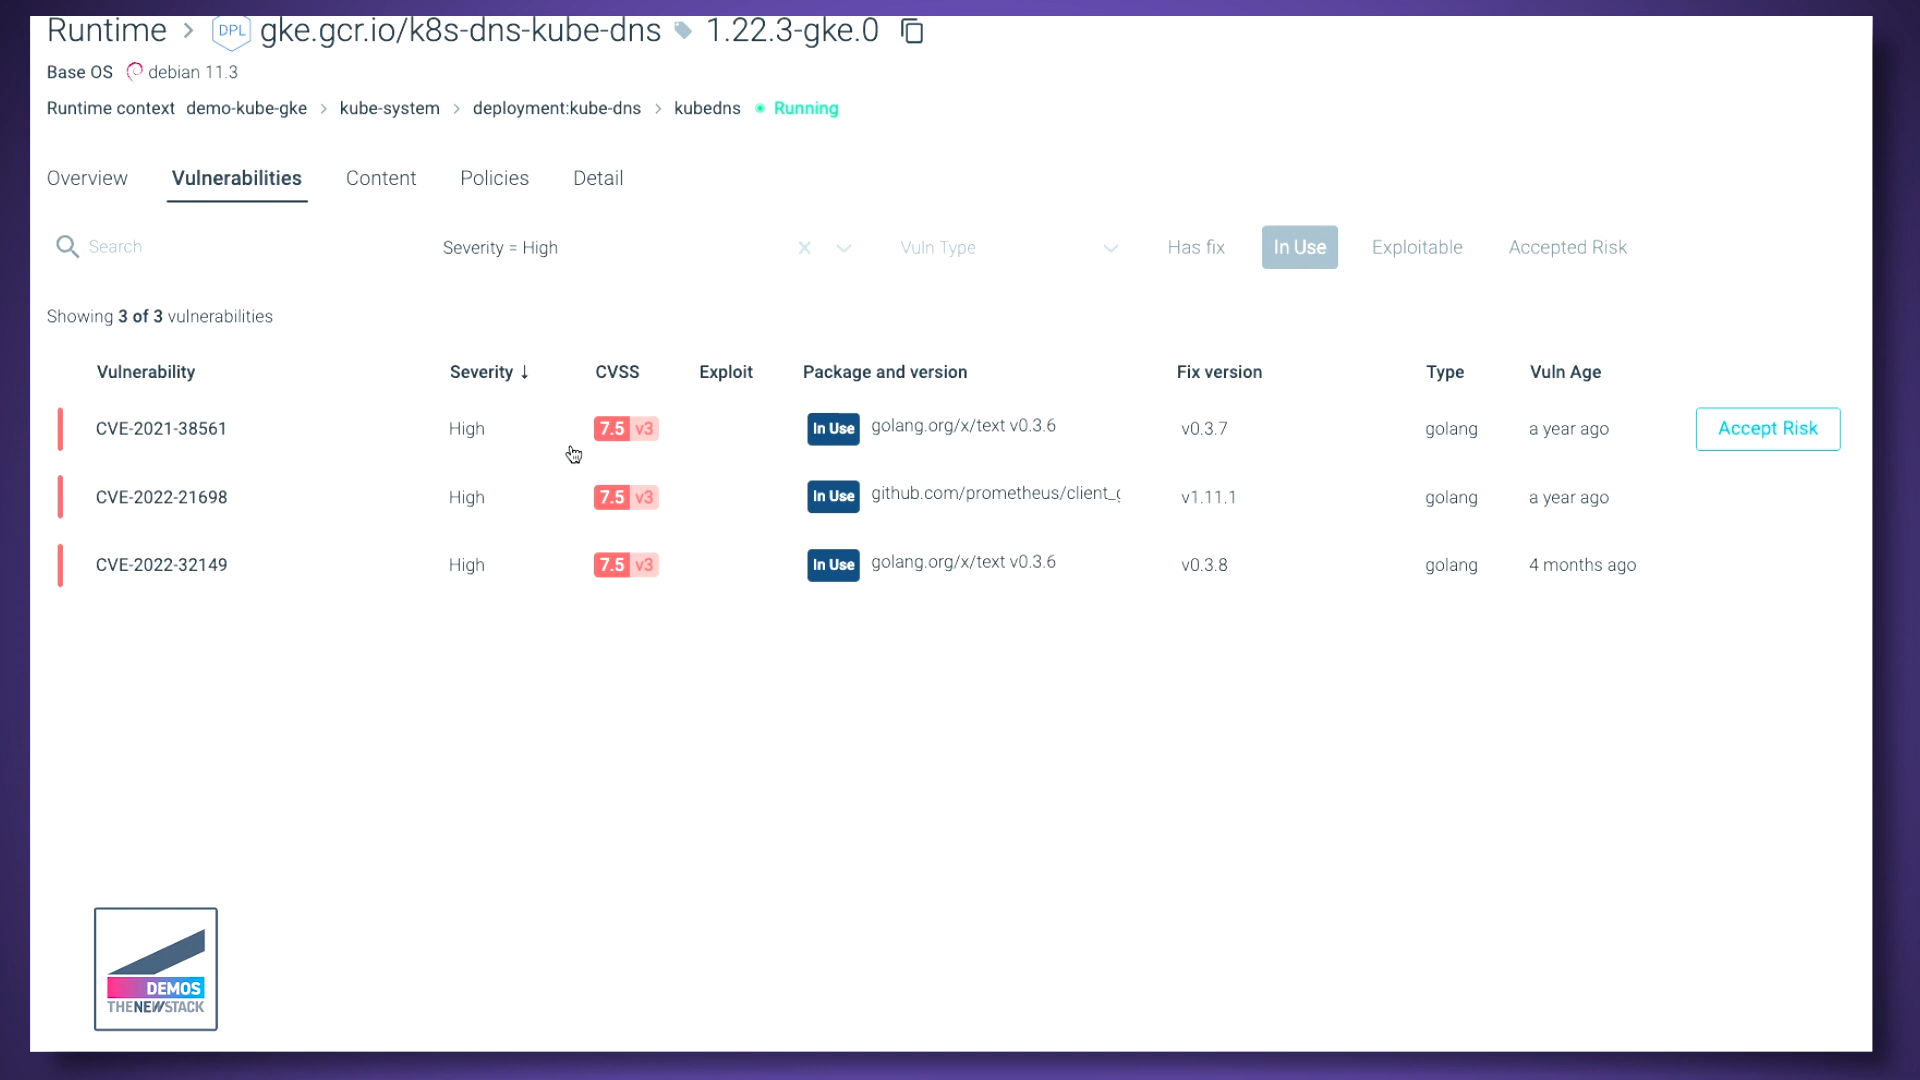 Runtime > DPL gke.gcr.io/k8s-dns-kube-dns 1.22.3-gke.0
Base OS debian 11.3
Runtime context demo-kube-gke > kube-system > deployment:kube-dns > kubedns Running
Overview Vulnerabilities Content Policies Detail
Search Severity = High Vuln Type Has fix In Use Exploitable Accepted Risk
Showing 3 of 3 vulnerabilities
Vulnerability Severity ↓ CVSS Exploit Package and version Fix version Type Vuln Age
CVE-2021-38561 High 7.5 v3 In Use golang.org/x/text v0.3.6 v0.3.7 golang a year ago Accept Risk
CVE-2022-21698 High 7.5 v3 In Use github.com/prometheus/client_ v1.11.1 golang a year ago
CVE-2022-32149 High 7.5 v3 In Use golang.org/x/text v0.3.6 v0.3.8 golang 4 months ago
DEMOS
THENEWSTACK